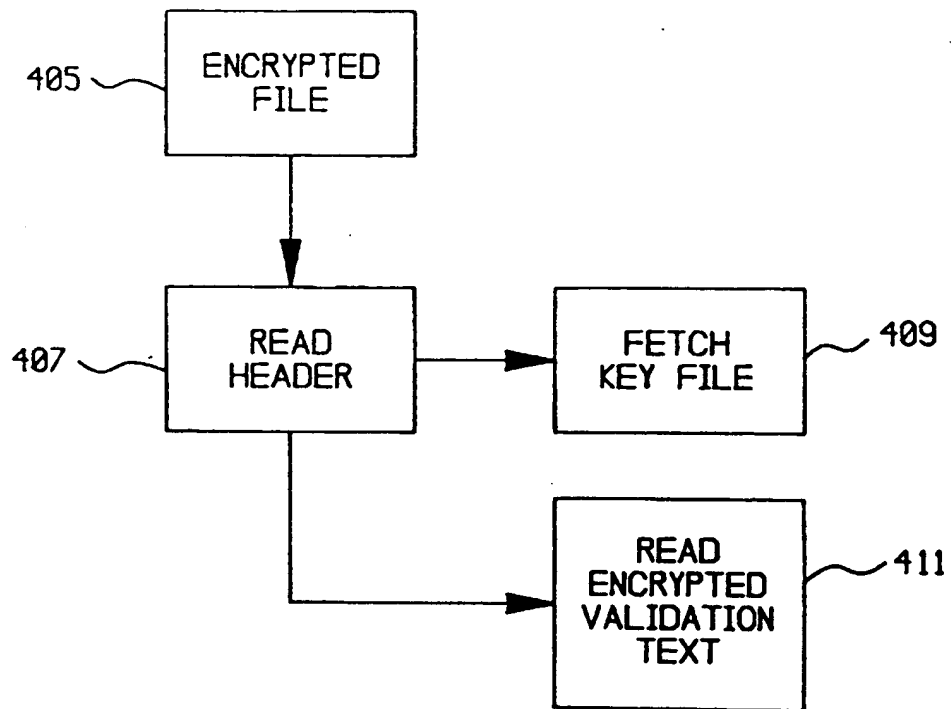 405
ENCRYPTED
FILE
407
READ
HEADER
FETCH
KEY FILE
409
READ
ENCRYPTED
VALIDATION
TEXT
411